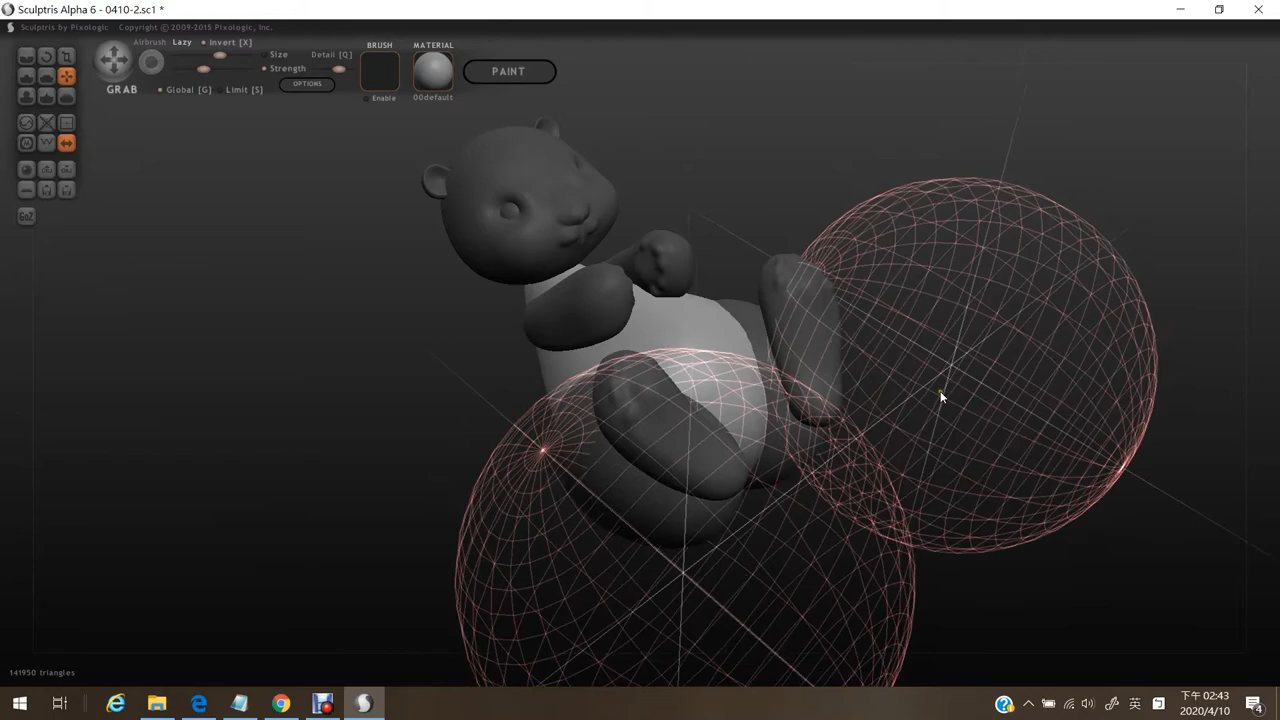 Sculptris Alpha 6 - 0410-2.sc1 *
Sculptris by Pixologic Copyright © 2009-2015 Pixologic, Inc.
Airbrush Lazy Invert [X]
Size Detail [Q]
Strength
GRAB Global [G] Limit [S] OPTIONS
BRUSH
Enable
MATERIAL
00default
PAINT
GoZ
141950 triangles
英
下午 02:43
2020/4/10
4